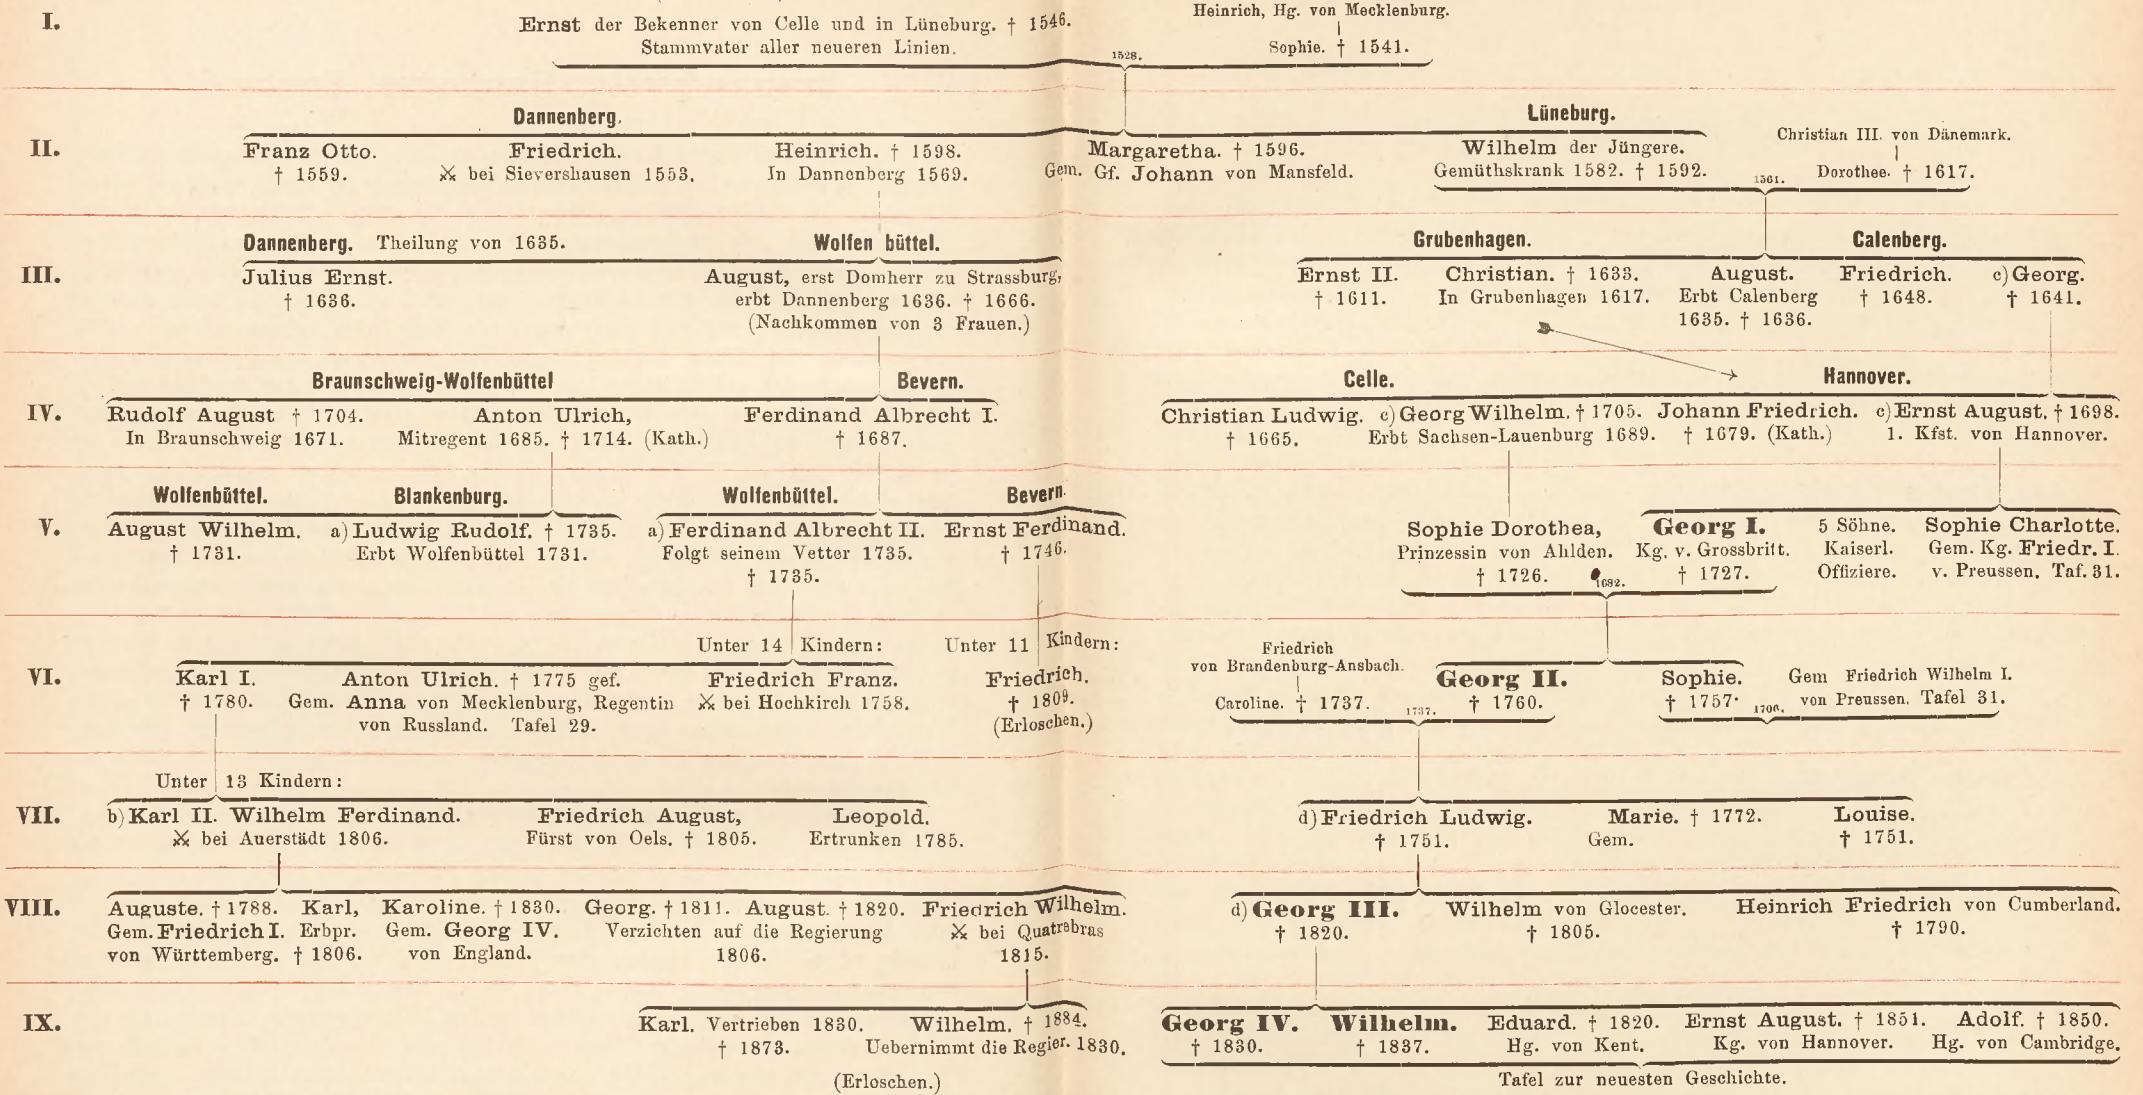 I.
Ernst der Bekenner von Celle und in Lüneburg. † 1546.
Stammvater aller neueren Linien.
Heinrich, Hg. von Mecklenburg.
Sophie. † 1541.
1528.
II.
Dannenberg.
Franz Otto.
† 1559.
Friedrich.
⚔ bei Sievershausen 1553.
Heinrich. † 1598.
In Dannenberg 1569.
Margaretha. † 1596.
Gem. Gf. Johann von Mansfeld.
Lüneburg.
Wilhelm der Jüngere.
Gemüthskrank 1582. † 1592.
1561.
Christian III. von Dänemark.
Dorothee. † 1617.
III.
Dannenberg. Theilung von 1635.
Julius Ernst.
† 1636.
Wolfen büttel.
August, erst Domherr zu Strassburg,
erbt Dannenberg 1636. † 1666.
(Nachkommen von 3 Frauen.)
Grubenhagen.
Ernst II.
† 1611.
Christian. † 1633.
In Grubenhagen 1617.
Calenberg.
August.
Erbt Calenberg
1635. † 1636.
Friedrich.
† 1648.
c) Georg.
† 1641.
IV.
Braunschweig-Wolfenbüttel
Rudolf August † 1704.
In Braunschweig 1671.
Anton Ulrich,
Mitregent 1685. † 1714. (Kath.)
Bevern.
Ferdinand Albrecht I.
† 1687.
Celle.
Christian Ludwig.
† 1665.
c) Georg Wilhelm. † 1705.
Erbt Sachsen-Lauenburg 1689.
Hannover.
Johann Friedrich.
† 1679. (Kath.)
c) Ernst August. † 1698.
1. Kfst. von Hannover.
V.
Wolfenbüttel.
August Wilhelm.
† 1731.
Blankenburg.
a) Ludwig Rudolf. † 1735.
Erbt Wolfenbüttel 1731.
Wolfenbüttel.
a) Ferdinand Albrecht II.
Folgt seinem Vetter 1735.
† 1735.
Bevern.
Ernst Ferdinand.
† 1746.
Sophie Dorothea,
Prinzessin von Ahlden.
† 1726.
1682.
Georg I.
Kg. v. Grossbritt.
† 1727.
5 Söhne.
Kaiserl.
Offiziere.
Sophie Charlotte.
Gem. Kg. Friedr. I.
v. Preussen. Taf. 31.
VI.
Karl I.
† 1780.
Anton Ulrich. † 1775 gef.
Gem. Anna von Mecklenburg, Regentin
von Russland. Tafel 29.
Unter 14 Kindern:
Friedrich Franz.
⚔ bei Hochkirch 1758.
Unter 11 Kindern:
Friedrich.
† 1809.
(Erloschen.)
Friedrich
von Brandenburg-Ansbach.
Caroline. † 1737.
1737.
Georg II.
† 1760.
Sophie.
† 1757.
1706.
Gem Friedrich Wilhelm I.
von Preussen. Tafel 31.
VII.
Unter 13 Kindern:
b) Karl II. Wilhelm Ferdinand.
⚔ bei Auerstädt 1806.
Friedrich August,
Fürst von Oels. † 1805.
Leopold.
Ertrunken 1785.
d) Friedrich Ludwig.
† 1751.
Marie. † 1772.
Gem.
Louise.
† 1751.
VIII.
Auguste. † 1788.
Gem. Friedrich I.
von Württemberg.
Karl,
Erbpr.
† 1806.
Karoline. † 1830.
Gem. Georg IV.
von England.
Georg. † 1811. August. † 1820.
Verzichten auf die Regierung
1806.
Friedrich Wilhelm.
⚔ bei Quatrebras
1815.
d) Georg III.
† 1820.
Wilhelm von Glocester.
† 1805.
Heinrich Friedrich von Cumberland.
† 1790.
IX.
Karl. Vertrieben 1830.
† 1873.
Wilhelm. † 1884.
Uebernimmt die Regier. 1830.
(Erloschen.)
Georg IV.
† 1830.
Wilhelm.
† 1837.
Eduard. † 1820.
Hg. von Kent.
Ernst August. † 1851.
Kg. von Hannover.
Adolf. † 1850.
Hg. von Cambridge.
Tafel zur neuesten Geschichte.